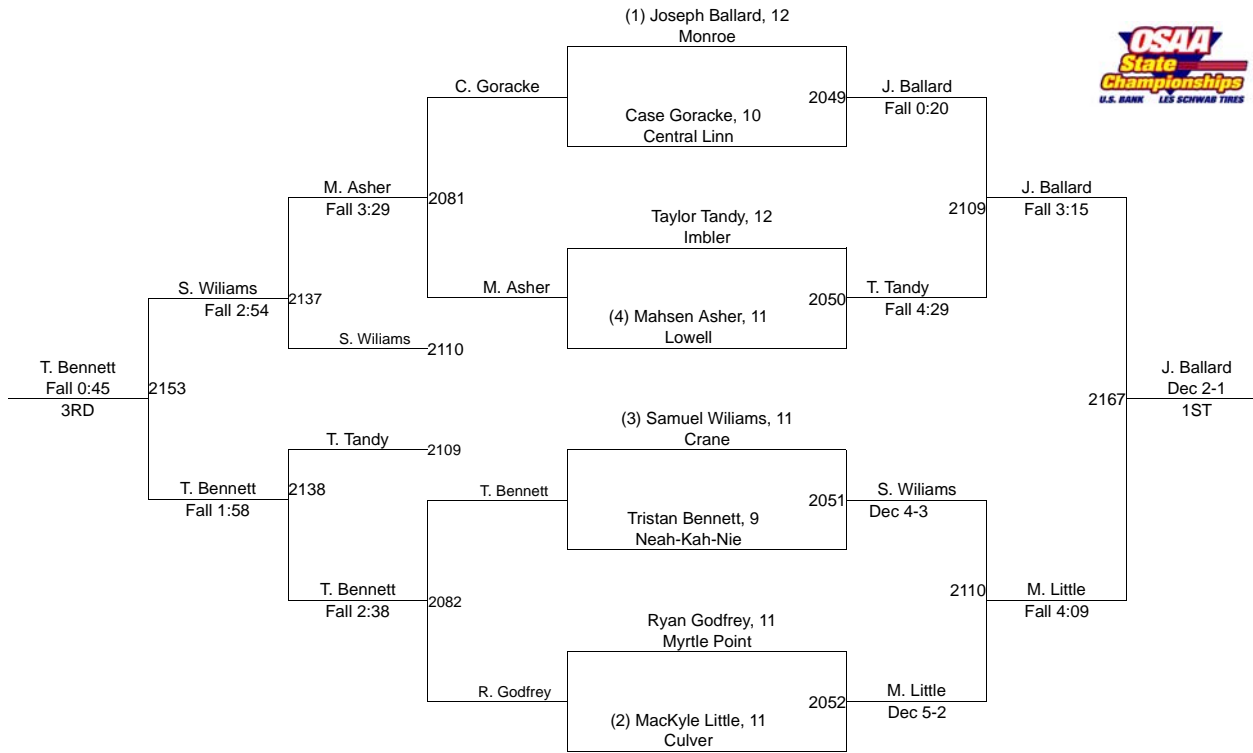 (1) Joseph Ballard, 12
Monroe
OSAA
State
Championships
U.S. BANK LES SCHWAB TIRES
C. Goracke
2049
J. Ballard
Fall 0:20
Case Goracke, 10
Central Linn
M. Asher
Fall 3:29
2081
2109
J. Ballard
Fall 3:15
Taylor Tandy, 12
Imbler
S. Wiliams
Fall 2:54
2137
M. Asher
2050
T. Tandy
Fall 4:29
(4) Mahsen Asher, 11
Lowell
S. Wiliams
2110
T. Bennett
Fall 0:45
3RD
2153
2167
J. Ballard
Dec 2-1
1ST
(3) Samuel Wiliams, 11
Crane
T. Tandy
2109
T. Bennett
Fall 1:58
2138
T. Bennett
2051
S. Wiliams
Dec 4-3
Tristan Bennett, 9
Neah-Kah-Nie
T. Bennett
Fall 2:38
2082
2110
M. Little
Fall 4:09
Ryan Godfrey, 11
Myrtle Point
R. Godfrey
2052
M. Little
Dec 5-2
(2) MacKyle Little, 11
Culver